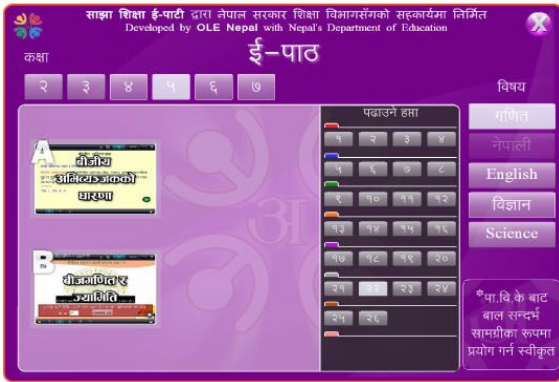 साझा शिक्षा ई-पाटी द्वारा नेपाल सरकार शिक्षा विभागसँगको सहकार्यमा निर्मित
Developed by OLE Nepal with Nepal's Department of Education
ई-पाठ
कक्षा
२ ३ ४ ५ ६ ७
विषय
पढाउने हप्ता
१ २ ३ ४
५ ६ ७ ८
९ १० ११ १२
१३ १४ १५ १६
१७ १८ १९ २०
२१ २२ २३ २४
२५ २६
A
बीजीय
अभिव्यञ्जकको
धारणा
B
बीजगणित र
ज्यामिति
गणित
नेपाली
English
विज्ञान
Science
*पा.वि.के बाट
बाल सन्दर्भ
सामग्रीका रूपमा
प्रयोग गर्न स्वीकृत